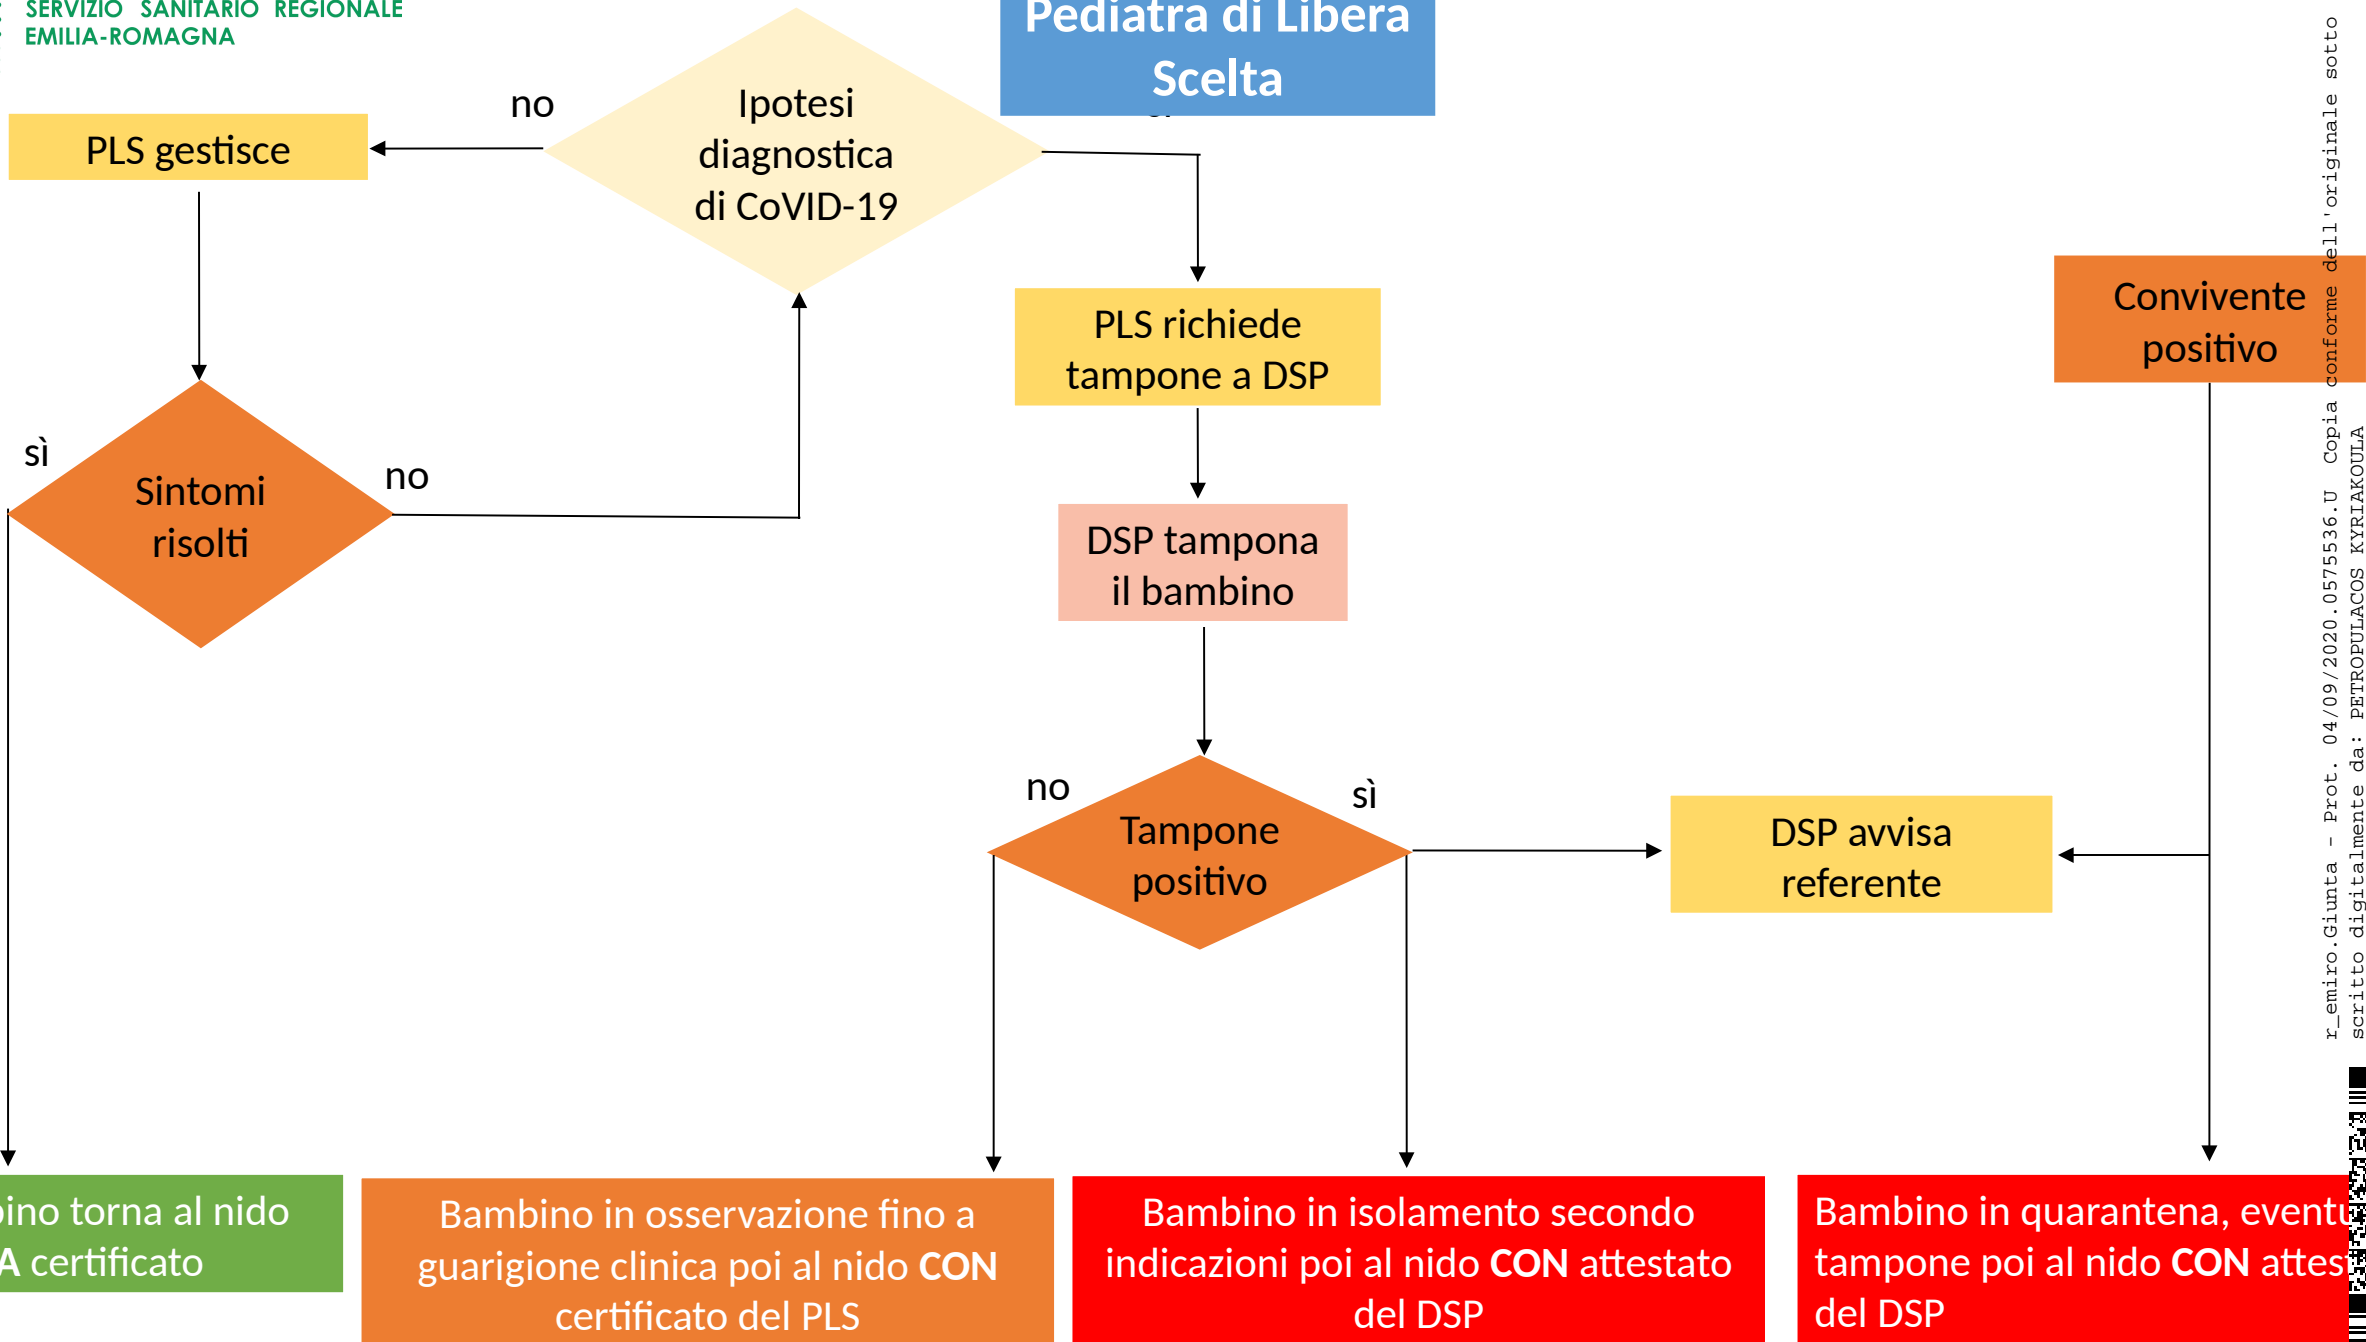 SERVIZIO SANITARIO REGIONALE
EMILIA-ROMAGNA
Pediatra di Libera
Scelta
no
Ipotesi
diagnostica
di CoVID-19
PLS gestisce
PLS richiede
tampone a DSP
Convivente
positivo
sì
no
Sintomi
risolti
DSP tampona
il bambino
no
sì
Tampone
positivo
DSP avvisa
referente
torna al nido
certificato
Bambino in osservazione fino a
guarigione clinica poi al nido CON
certificato del PLS
Bambino in isolamento secondo
indicazioni poi al nido CON attestato
del DSP
Bambino in quarantena,
tampone poi al nido CON
del DSP
r_emiro.Giunta - Prot. 04/09/2020.0575536.U Copia conforme dell'originale sotto
scritto digitalmente da: PETROPULACOS KYRIAKOULA